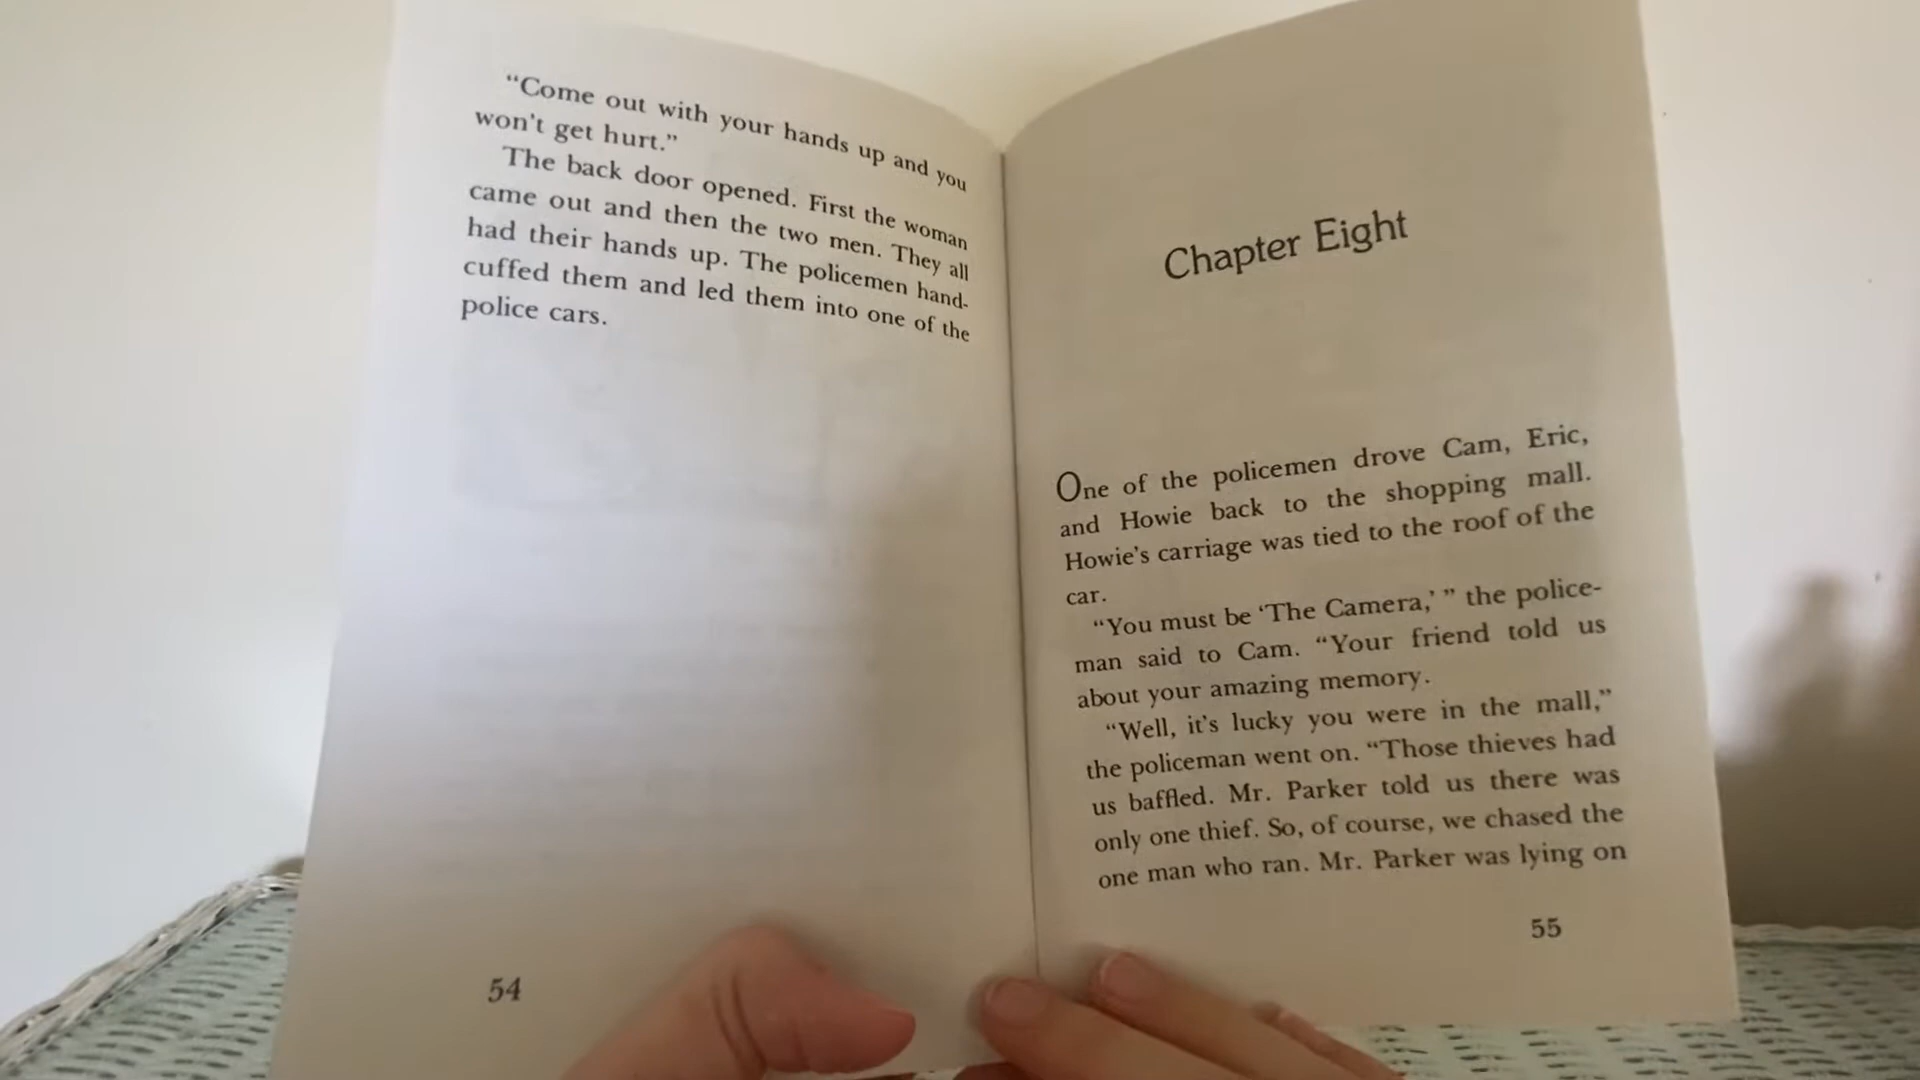 “Come out with your hands up and you
won't get hurt.”
The back door opened. First the woman
came out and then the two men. They all
had their hands up. The policemen hand-
cuffed them and led them into one of the
police cars.
54
Chapter Eight
One of the policemen drove Cam, Eric,
and Howie back to the shopping mall.
Howie's carriage was tied to the roof of the
car.
“You must be ‘The Camera,’ ” the police-
man said to Cam. “Your friend told us
about your amazing memory.
“Well, it's lucky you were in the mall,”
the policeman went on. “Those thieves had
us baffled. Mr. Parker told us there was
only one thief. So, of course, we chased the
one man who ran. Mr. Parker was lying on
55